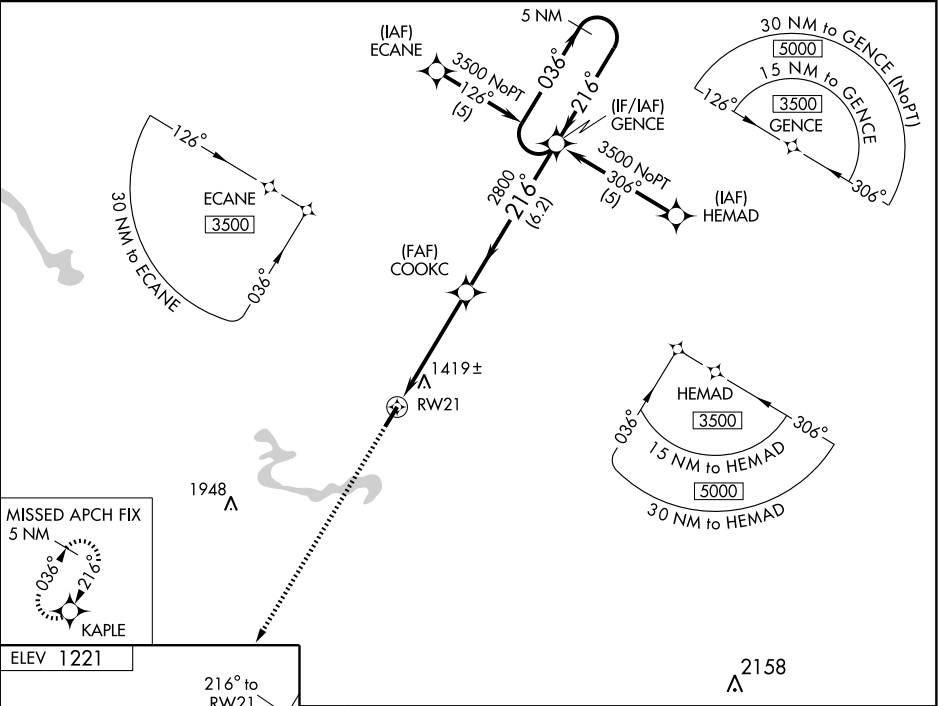 5 NM
036°
216°
(IAF)
ECANE
3500 NoPT
126°
(5)
(IF/IAF)
GENCE
3500 NoPT
306°
(5)
(IAF)
HEMAD
30 NM to GENCE (NoPT)
5000
15 NM to GENCE
3500
GENCE
126°
306°
126°
ECANE
3500
30 NM to ECANE
036°
2800
216°
(6.2)
(FAF)
COOKC
1419±
RW21
HEMAD
3500
036°
306°
15 NM to HEMAD
5000
30 NM to HEMAD
1948
MISSED APCH FIX
5 NM
036°
216°
KAPLE
ELEV 1221
216° to
RW21
2158